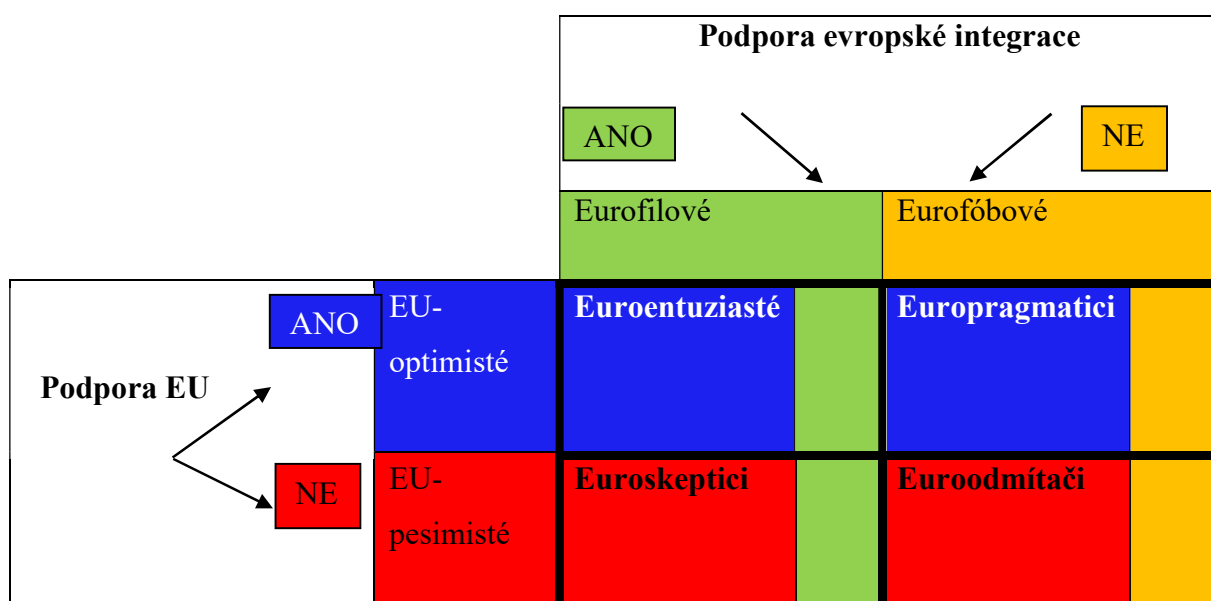 Podpora evropské integrace
ANO
NE
Eurofilové
Eurofóbové
ANO
EU-
optimisté
Euroentuziasté
Europragmatici
Podpora EU
NE
EU-
pesimisté
Euroskeptici
Euroodmítači